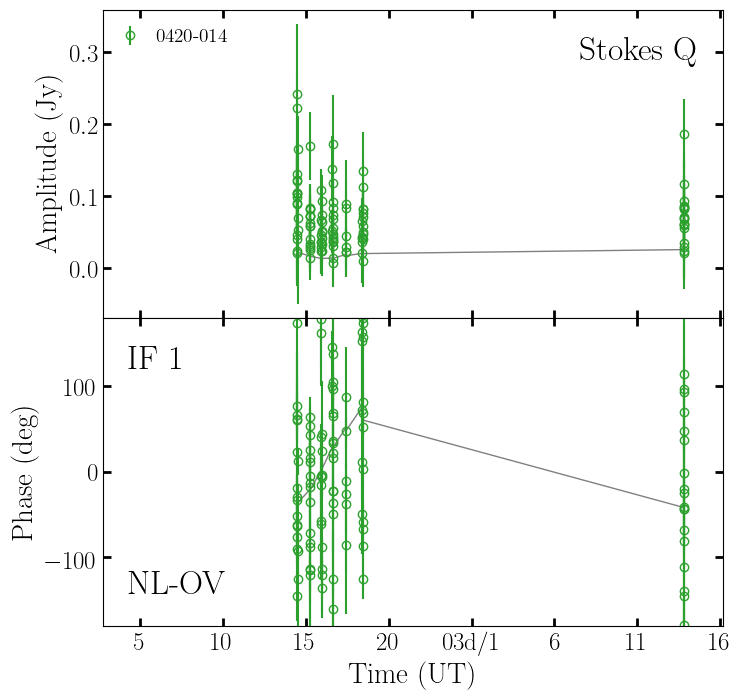 0420-014
Stokes Q
0.3
0.2
0.1
0.0
Amplitude (Jy)
IF 1
100
0
−100
Phase (deg)
NL-OV
5 10 15 20 03d/1 6 11 16
Time (UT)